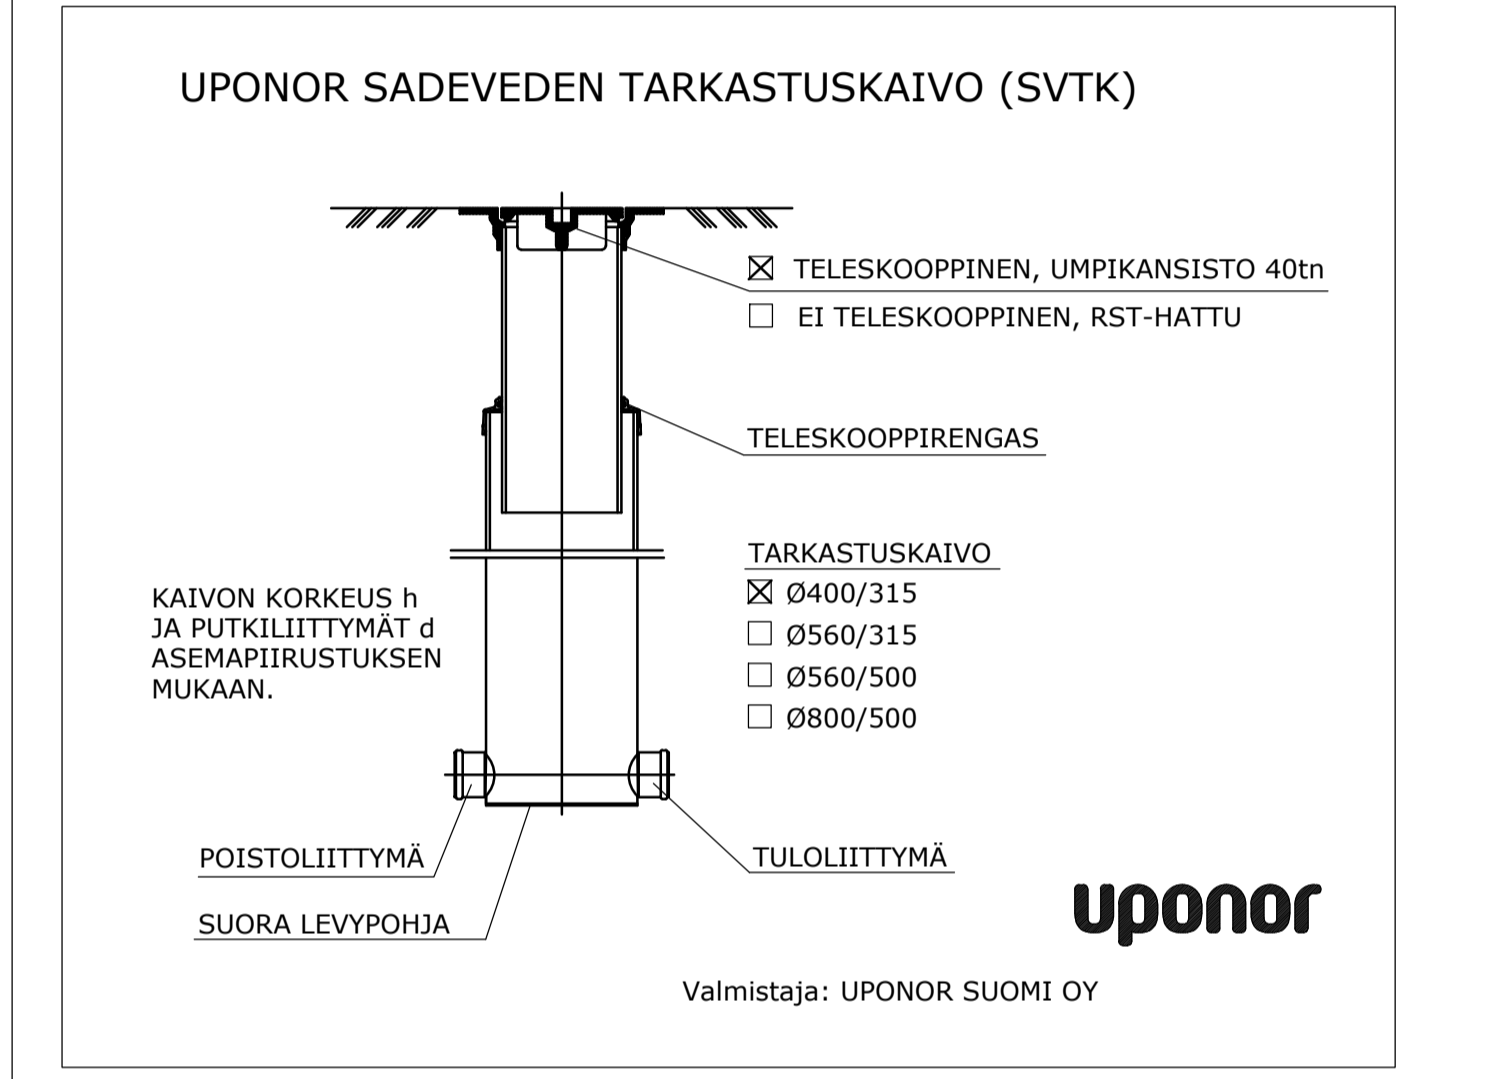 UPONOR SADEVEDEN TARKASTUSKAIVO (SVTK)
TELESKOOPPINEN, UMPIKANSISTO 40tn
EI TELESKOOPPINEN, RST-HATTU
TELESKOOPPIRENGAS
TARKASTUSKAIVO
Ø400/315
Ø560/315
Ø560/500
Ø800/500
KAIVON KORKEUS h
JA PUTKILIITTYMÄT d
ASEMAPIIRUSTUKSEN
MUKAAN.
POISTOLIITTYMÄ
TULOLIITTYMÄ
SUORA LEVYPOHJA
uponor
Valmistaja: UPONOR SUOMI OY